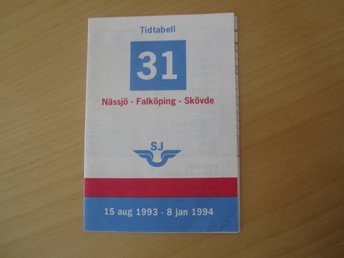 Tidtabell
31
Nässjö - Falköping - Skövde
SJ
15 aug 1993 - 8 jan 1994